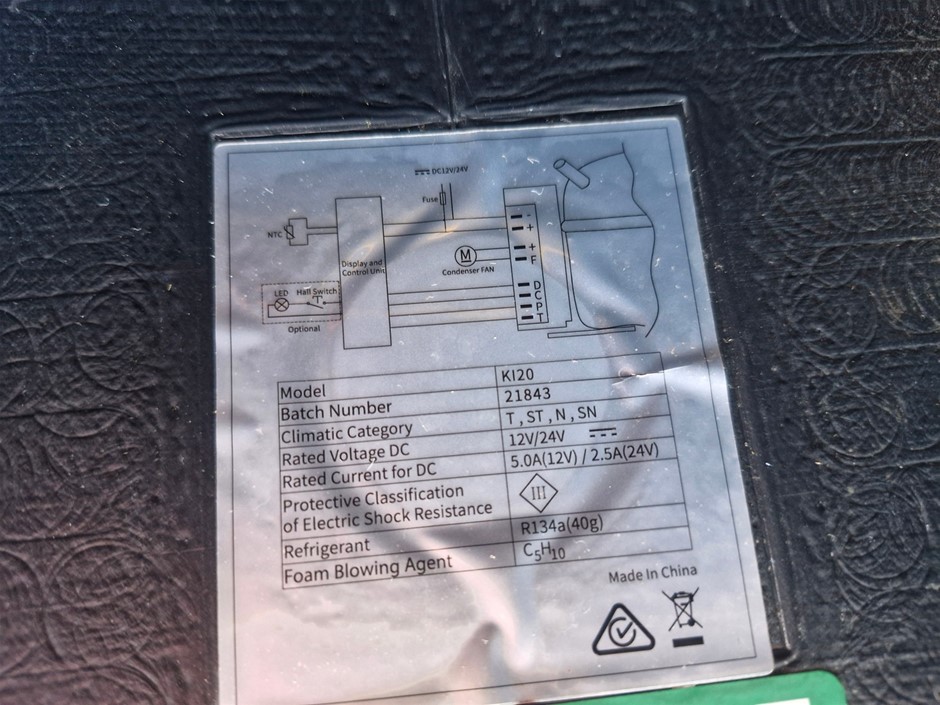 DC12V/24V
Fuse
-
+
NTC
+
M
F
Condenser FAN
Display and
Control Unit
LED Hall Switch
D
C
P
T
Optional
Model KI20
Batch Number 21843
Climatic Category T , ST , N , SN
Rated Voltage DC 12V/24V
Rated Current for DC 5.0A(12V) / 2.5A(24V)
Protective Classification
of Electric Shock Resistance III
Refrigerant R134a(40g)
Foam Blowing Agent C₅H₁₀
Made In China